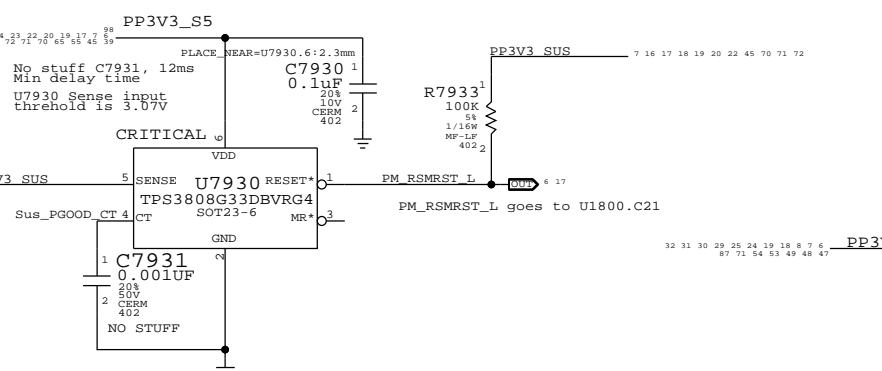 PP3V3_S5
98
4 23 22 20 19 17 7 6
72 71 70 65 55 45 39
PLACE_NEAR=U7930.6:2.3mm
PP3V3_SUS
7 16 17 18 19 20 22 45 70 71 72
No stuff C7931, 12ms
Min delay time
U7930 Sense input
threhold is 3.07V
C7930 1
0.1uF
20%
10V
CERM 2
402
R7933 1
100K
5%
1/16W
MF-LF
402 2
CRITICAL
6
VDD
V3_SUS
5 SENSE
U7930
RESET* 1
PM_RSMRST_L
OUT 6 17
TPS3808G33DBVRG4
SOT23-6
Sus_PGOOD_CT 4 CT
MR* 3
PM_RSMRST_L goes to U1800.C21
GND
2
32 31 30 29 25 24 19 18 8 7 6
87 71 54 53 49 48 47
PP3V
1 C7931
0.001UF
20%
50V
2 CERM
402
NO STUFF